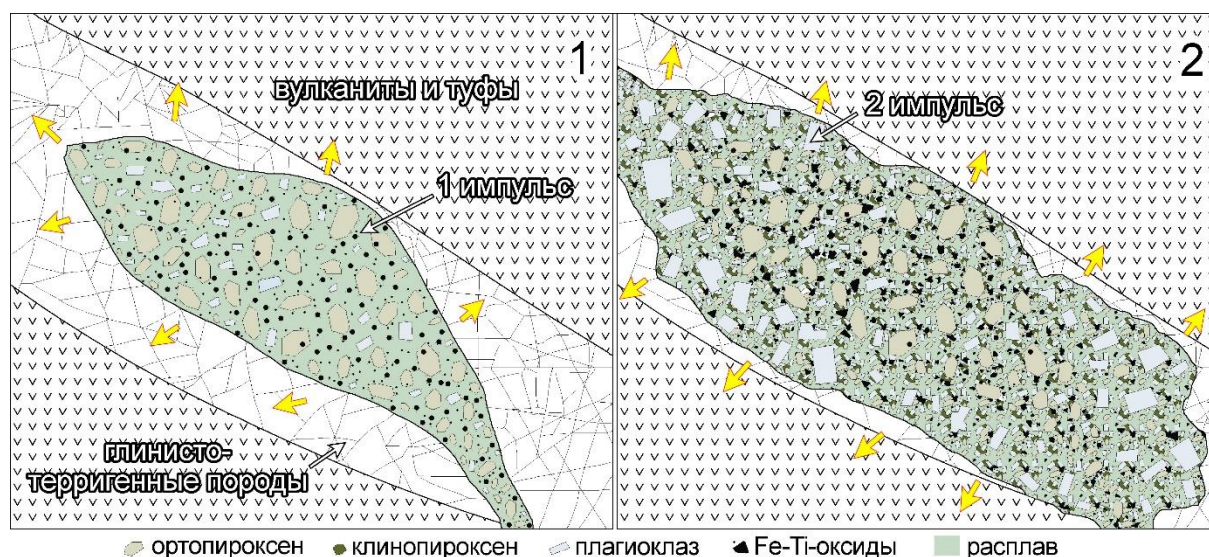 1
вулканиты и туфы
1 импульс
глинисто-
терригенные породы
2
2 импульс
ортопироксен клинопироксен плагиоклаз Fe-Ti-оксиды расплав